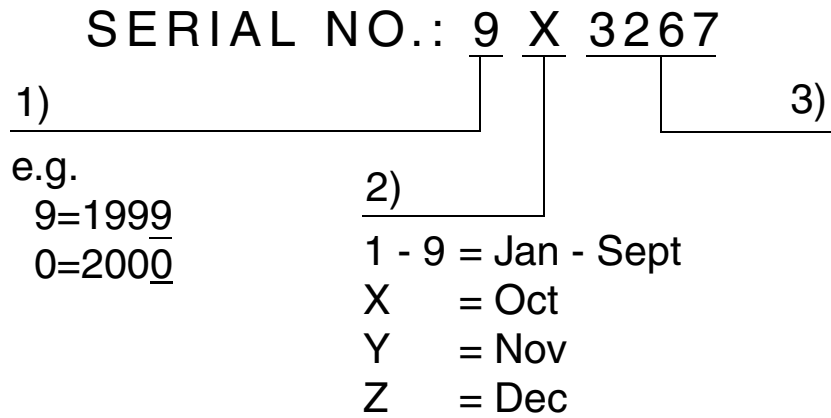 SERIAL NO.: 9 X 3267
1)
3)
e.g.
9=1999
0=2000
2)
1 - 9 = Jan - Sept
X = Oct
Y = Nov
Z = Dec